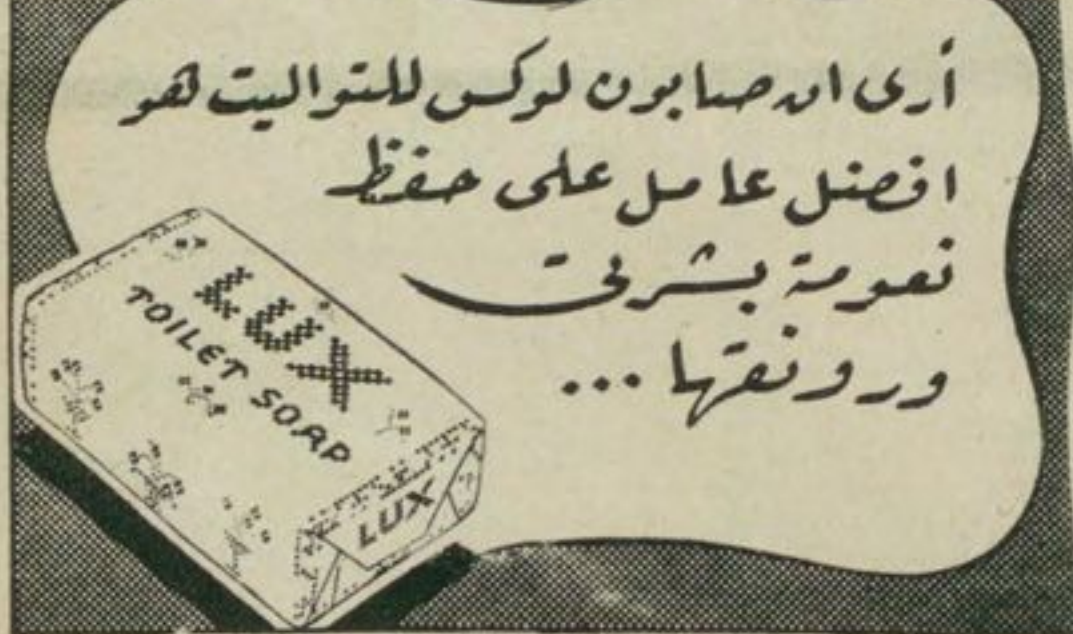 أرى ان صابون لوكس للتواليت هو
افضل عامل على حفظ
نعومة بشرتى
ورونقها ...
LUX
TOILET SOAP
LUX